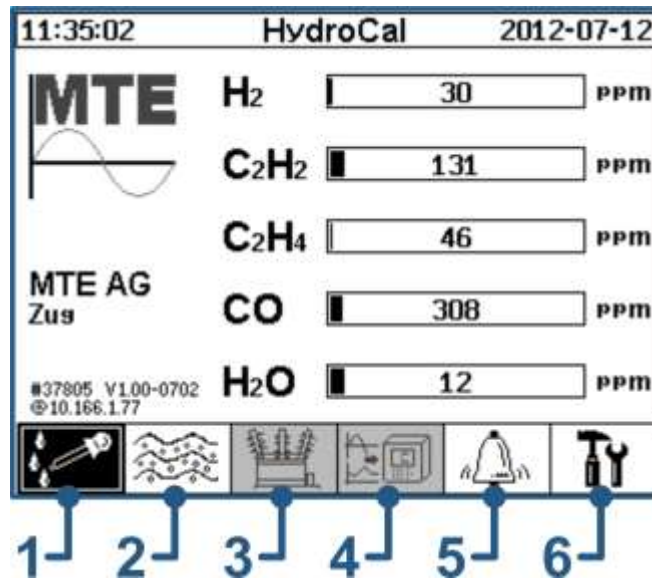 11:35:02 HydroCal 2012-07-12
MTE
H2 30 ppm
C2H2 131 ppm
C2H4 46 ppm
MTE AG
Zug
CO 308 ppm
#37805 V1.00-0702
10.166.1.77
H2O 12 ppm
1 2 3 4 5 6